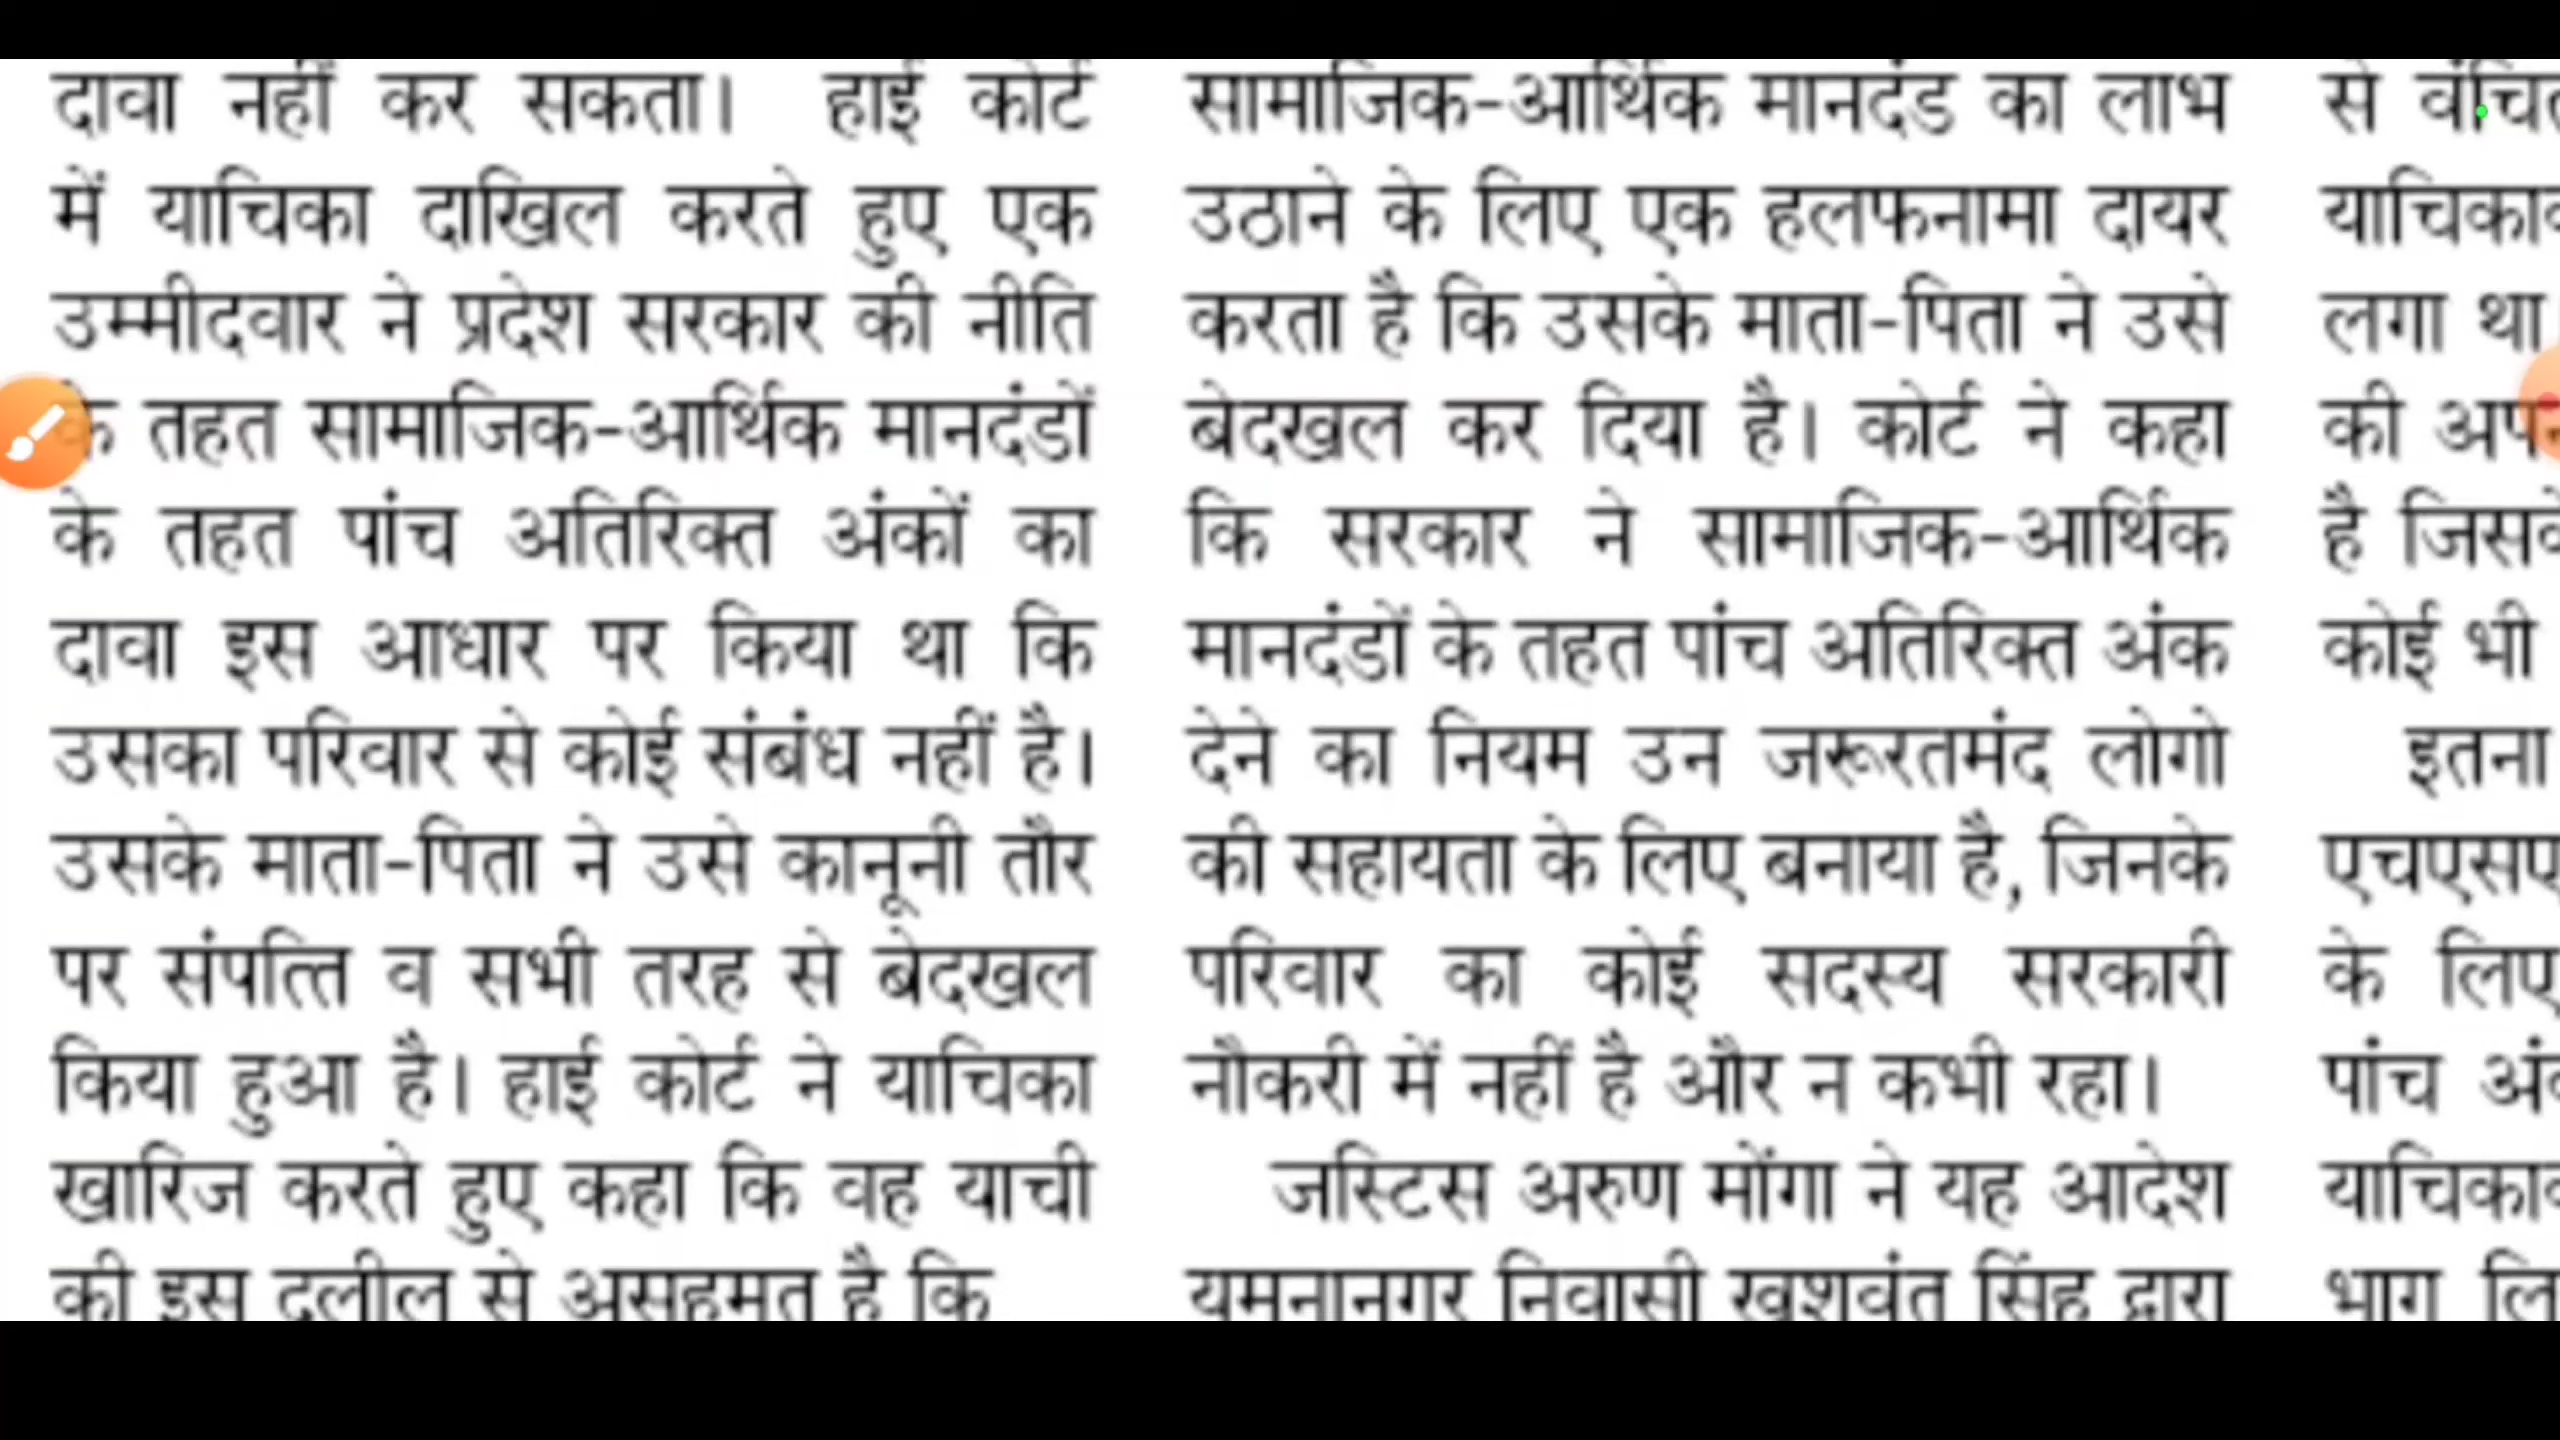 दावा नहीं कर सकता। हाई कोर्ट
में याचिका दाखिल करते हुए एक
उम्मीदवार ने प्रदेश सरकार की नीति
के तहत सामाजिक-आर्थिक मानदंडों
के तहत पांच अतिरिक्त अंकों का
दावा इस आधार पर किया था कि
उसका परिवार से कोई संबंध नहीं है।
उसके माता-पिता ने उसे कानूनी तौर
पर संपत्ति व सभी तरह से बेदखल
किया हुआ है। हाई कोर्ट ने याचिका
खारिज करते हुए कहा कि वह याची
की इस दलील से असहमत है कि
सामाजिक-आर्थिक मानदंड का लाभ
उठाने के लिए एक हलफनामा दायर
करता है कि उसके माता-पिता ने उसे
बेदखल कर दिया है। कोर्ट ने कहा
कि सरकार ने सामाजिक-आर्थिक
मानदंडों के तहत पांच अतिरिक्त अंक
देने का नियम उन जरूरतमंद लोगो
की सहायता के लिए बनाया है, जिनके
परिवार का कोई सदस्य सरकारी
नौकरी में नहीं है और न कभी रहा।
जस्टिस अरुण मोंगा ने यह आदेश
यमुनानगर निवासी खुशवंत सिंह द्वारा
से
लगा था
की
है
कोई भी
इतना
के लिए
पांच
भाग